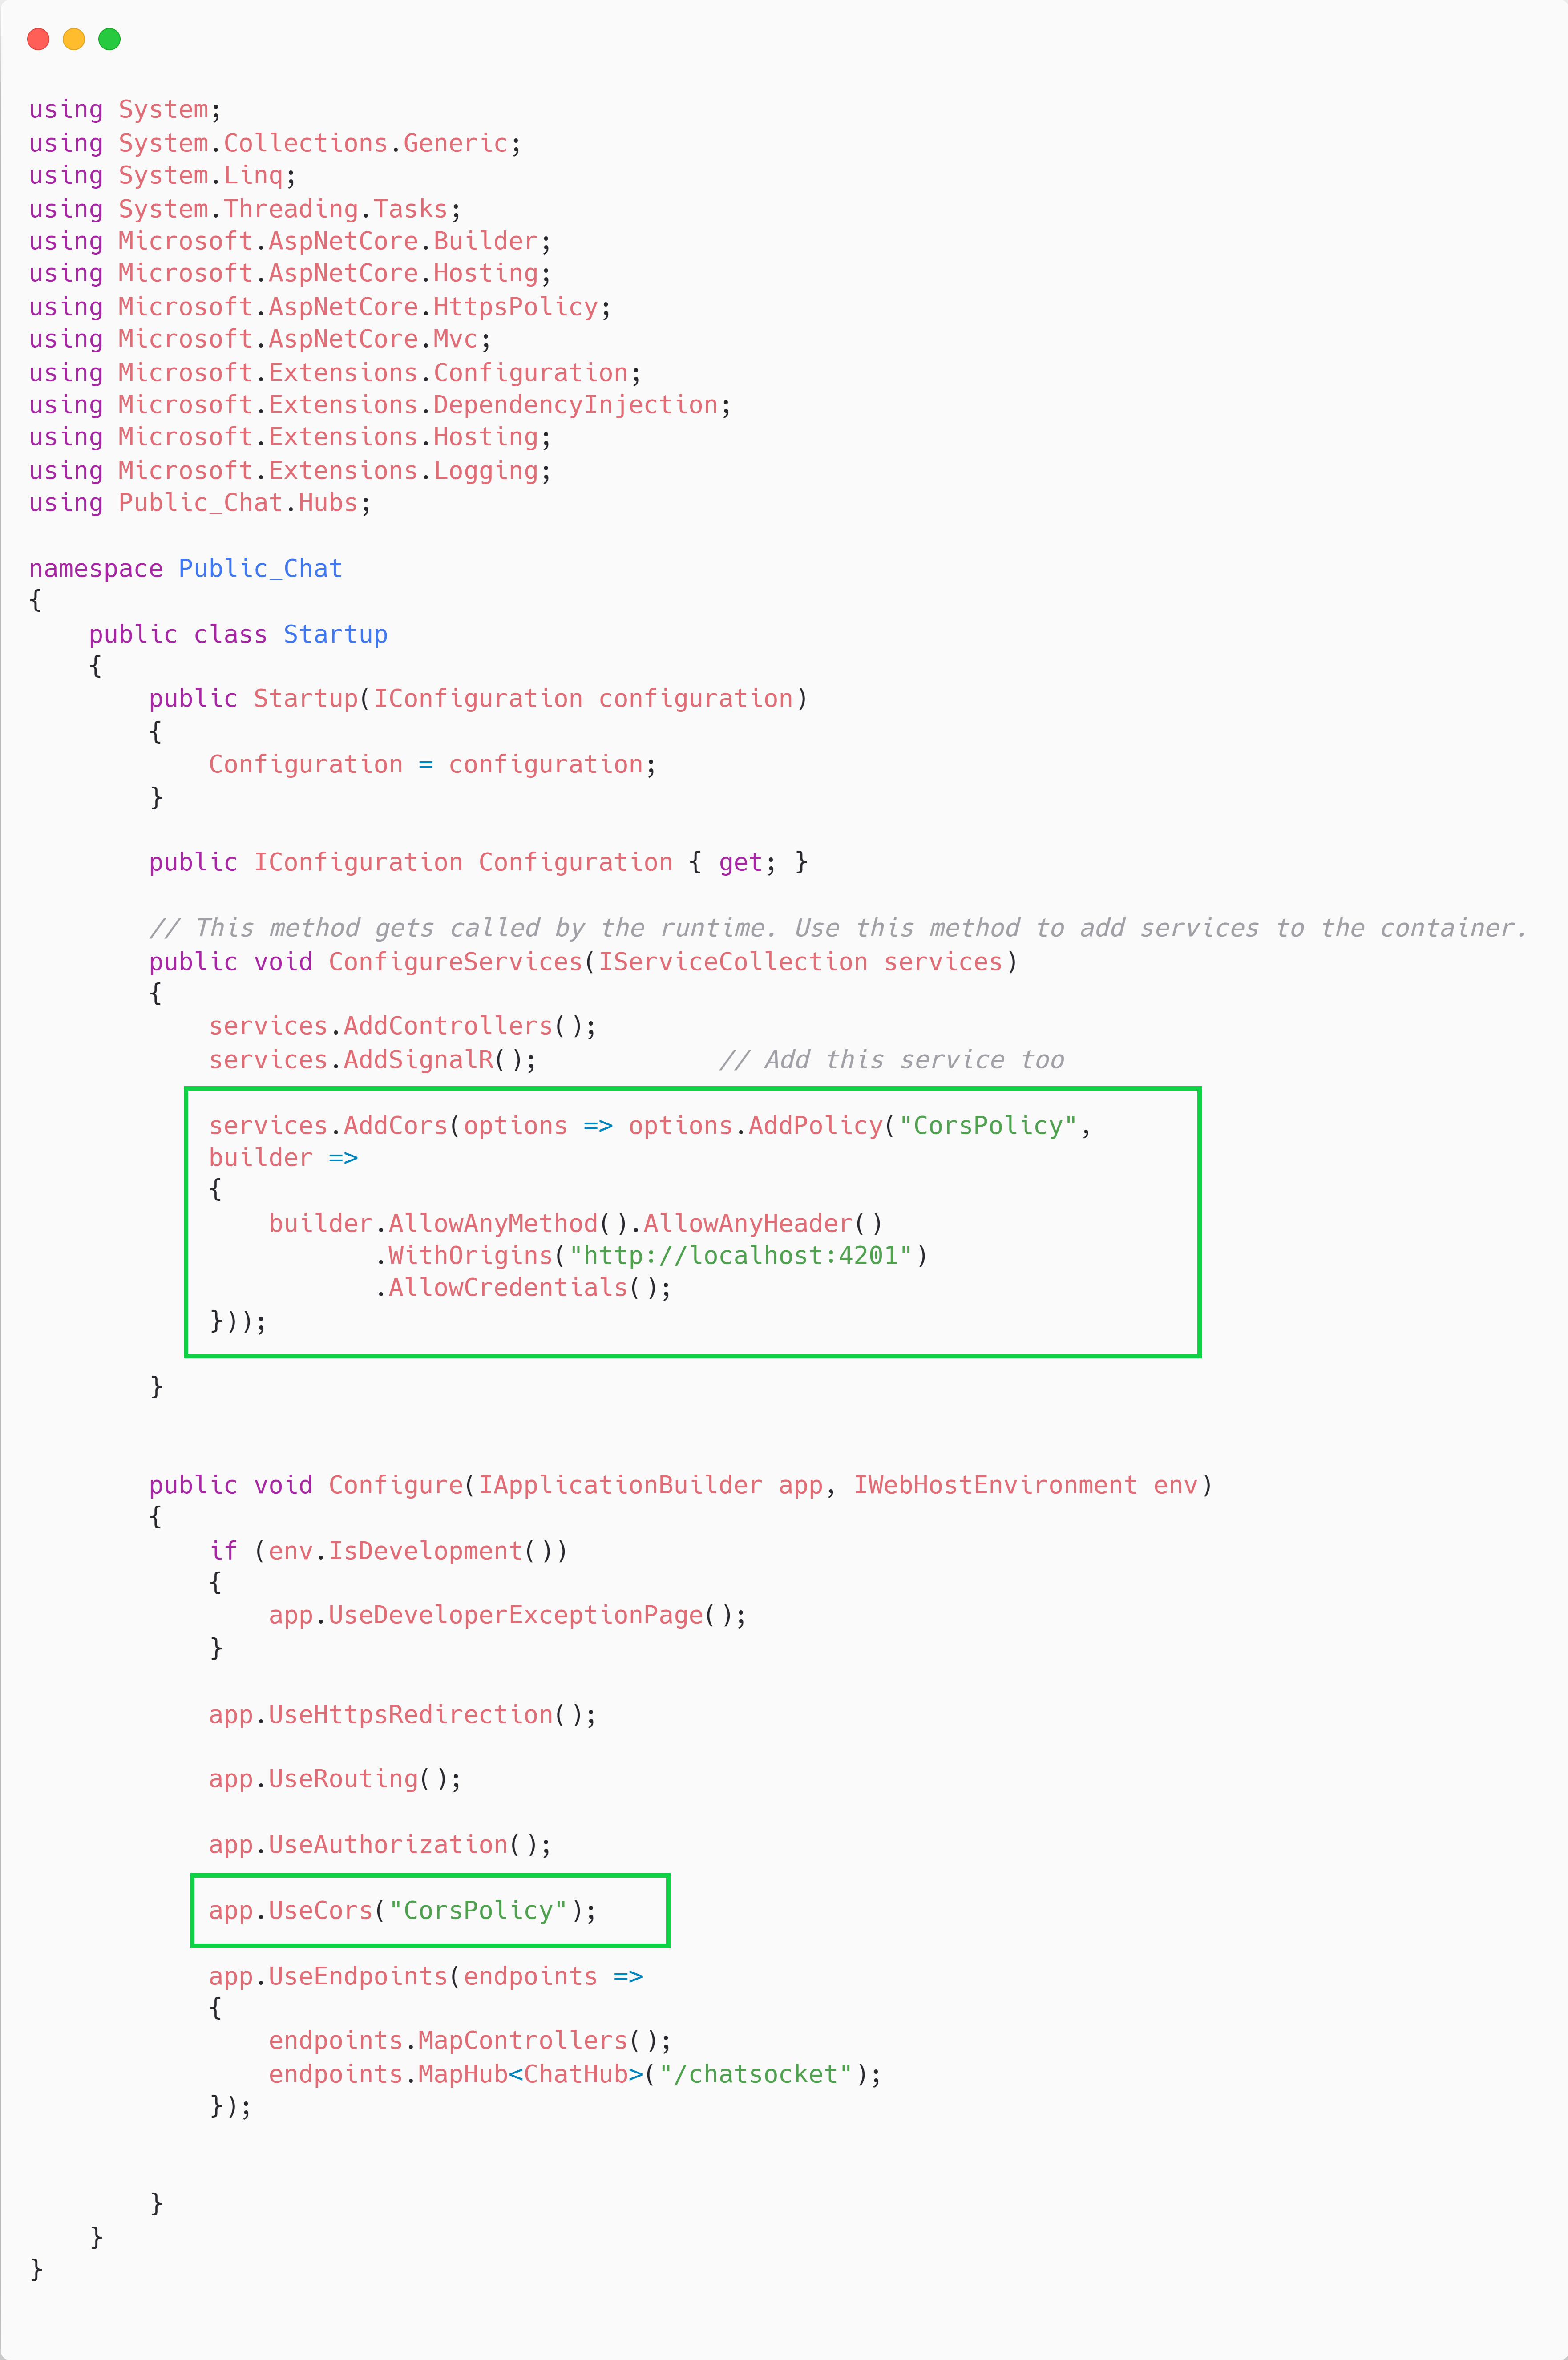 using System;
using System.Collections.Generic;
using System.Linq;
using System.Threading.Tasks;
using Microsoft.AspNetCore.Builder;
using Microsoft.AspNetCore.Hosting;
using Microsoft.AspNetCore.HttpsPolicy;
using Microsoft.AspNetCore.Mvc;
using Microsoft.Extensions.Configuration;
using Microsoft.Extensions.DependencyInjection;
using Microsoft.Extensions.Hosting;
using Microsoft.Extensions.Logging;
using Public_Chat.Hubs;

namespace Public_Chat
{
    public class Startup
    {
        public Startup(IConfiguration configuration)
        {
            Configuration = configuration;
        }

        public IConfiguration Configuration { get; }

        // This method gets called by the runtime. Use this method to add services to the container.
        public void ConfigureServices(IServiceCollection services)
        {
            services.AddControllers();
            services.AddSignalR();            // Add this service too

            services.AddCors(options => options.AddPolicy("CorsPolicy",
            builder =>
            {
                builder.AllowAnyMethod().AllowAnyHeader()
                       .WithOrigins("http://localhost:4201")
                       .AllowCredentials();
            }));

        }


        public void Configure(IApplicationBuilder app, IWebHostEnvironment env)
        {
            if (env.IsDevelopment())
            {
                app.UseDeveloperExceptionPage();
            }

            app.UseHttpsRedirection();

            app.UseRouting();

            app.UseAuthorization();

            app.UseCors("CorsPolicy");

            app.UseEndpoints(endpoints =>
            {
                endpoints.MapControllers();
                endpoints.MapHub<ChatHub>("/chatsocket");
            });


        }
    }
}